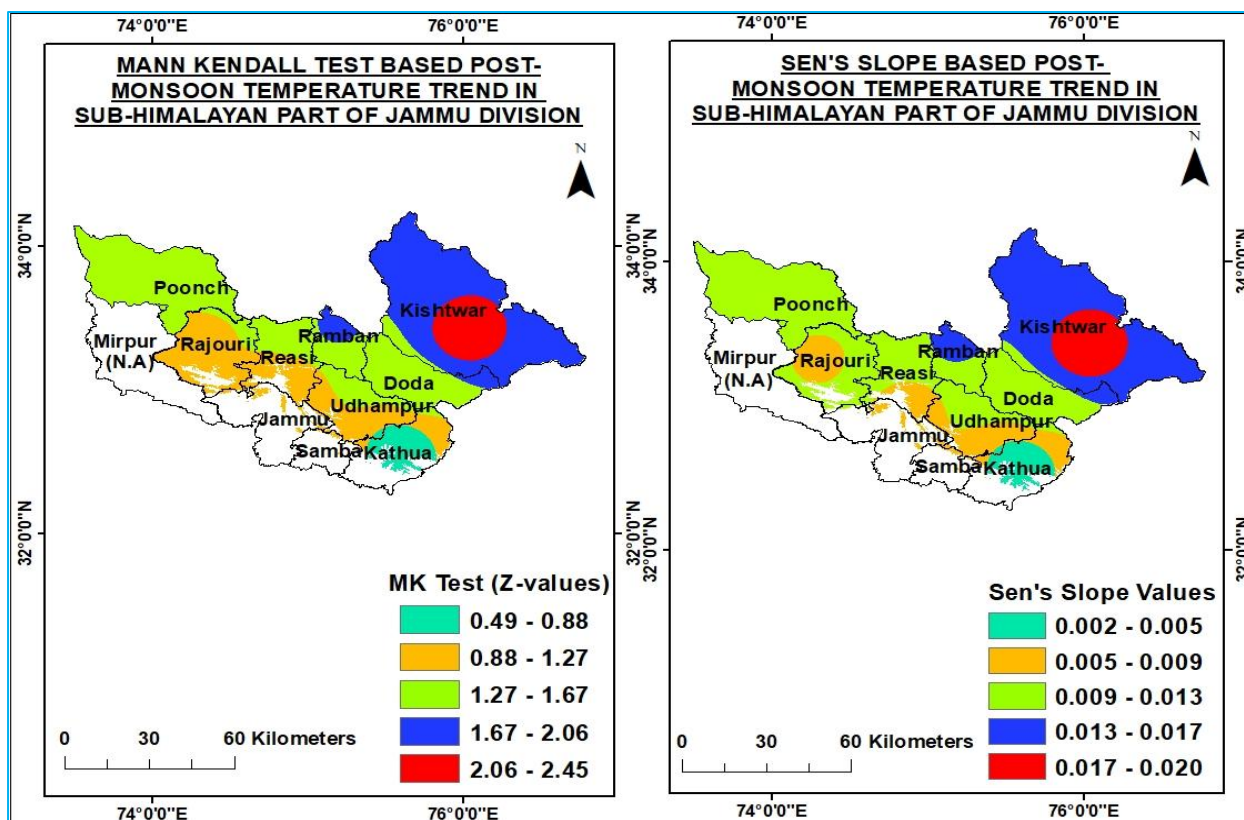 74°0'0"E
76°0'0"E
MANN KENDALL TEST BASED POST-
MONSOON TEMPERATURE TREND IN
SUB-HIMALAYAN PART OF JAMMU DIVISION
N
34°0'0"N
34°0'0"N
32°0'0"N
32°0'0"N
Poonch
Kishtwar
Mirpur
(N.A)
Rajouri
Ramban
Reasi
Doda
Udhampur
Jammu
Samba
Kathua
MK Test (Z-values)
0.49 - 0.88
0.88 - 1.27
1.27 - 1.67
1.67 - 2.06
2.06 - 2.45
0 30 60 Kilometers
74°0'0"E
76°0'0"E
74°0'0"E
76°0'0"E
SEN'S SLOPE BASED POST-
MONSOON TEMPERATURE TREND IN
SUB-HIMALAYAN PART OF JAMMU DIVISION
N
34°0'0"N
34°0'0"N
32°0'0"N
32°0'0"N
Poonch
Kishtwar
Mirpur
(N.A)
Rajouri
Ramban
Reasi
Doda
Udhampur
Jammu
Samba
Kathua
Sen's Slope Values
0.002 - 0.005
0.005 - 0.009
0.009 - 0.013
0.013 - 0.017
0.017 - 0.020
0 30 60 Kilometers
74°0'0"E
76°0'0"E